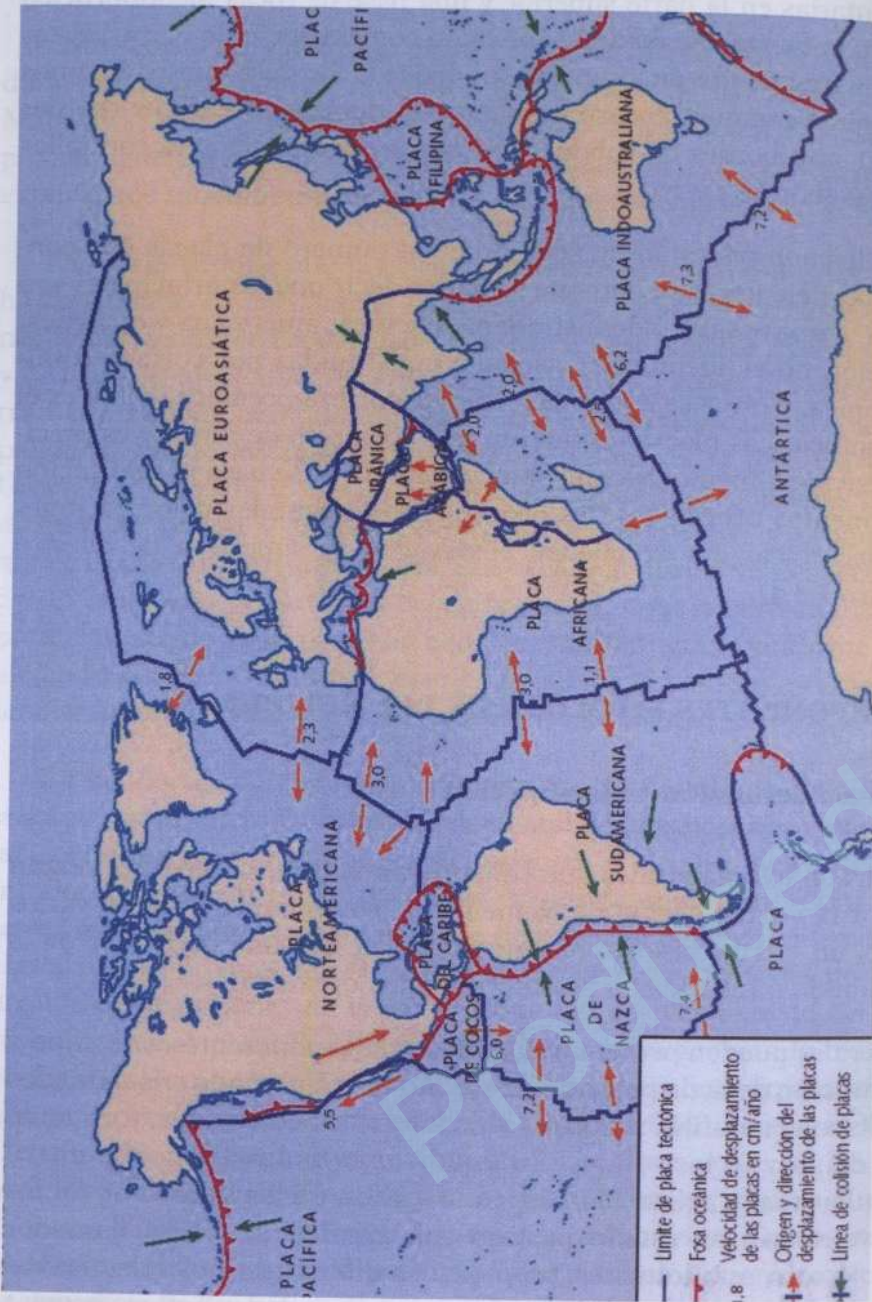 PLACA
PACÍFI
PLACA EUROASIÁTICA
PLACA
FILIPINA
PLACA
IRÁNICA
PLACA
ARÁBICA
PLACA INDOAUSTRALIANA
PLACA
NORTEAMERICANA
PLACA
PACÍFICA
PLACA
DEL CARIBE
PLACA
DE COCOS
PLACA
DE
NAZCA
PLACA
SUDAMERICANA
PLACA
AFRICANA
PLACA
ANTÁRTICA
1,8
2,3
3,0
3,0
1,1
5,5
6,0
7,2
7,4
2,0
2,0
6,2
7,3
7,2
Límite de placa tectónica
Fosa oceánica
1,8 Velocidad de desplazamiento
de las placas en cm/año
Origen y dirección del
desplazamiento de las placas
Línea de colisión de placas
Produced